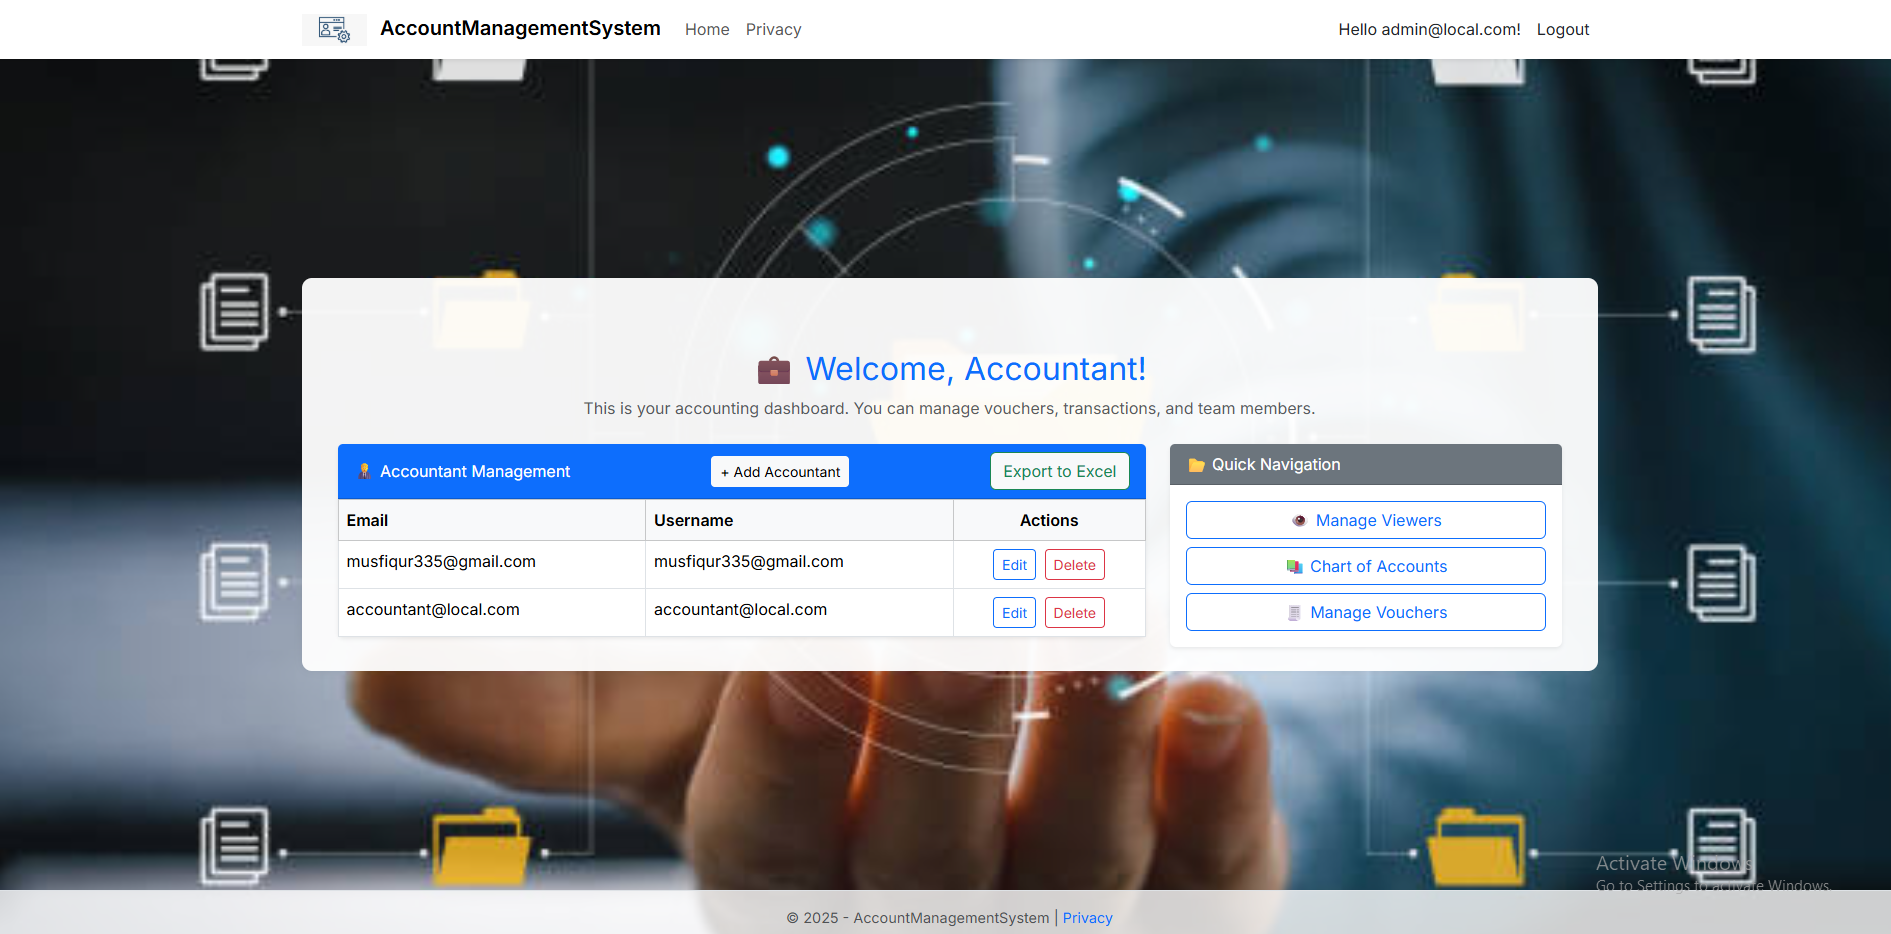 AccountManagementSystem Home Privacy Hello admin@local.com! Logout
Welcome, Accountant!
This is your accounting dashboard. You can manage vouchers, transactions, and team members.
Accountant Management + Add Accountant Export to Excel
Email Username Actions
musfiqur335@gmail.com musfiqur335@gmail.com Edit Delete
accountant@local.com accountant@local.com Edit Delete
Quick Navigation
Manage Viewers
Chart of Accounts
Manage Vouchers
Activate Windows
Go to Settings to activate Windows.
© 2025 - AccountManagementSystem | Privacy